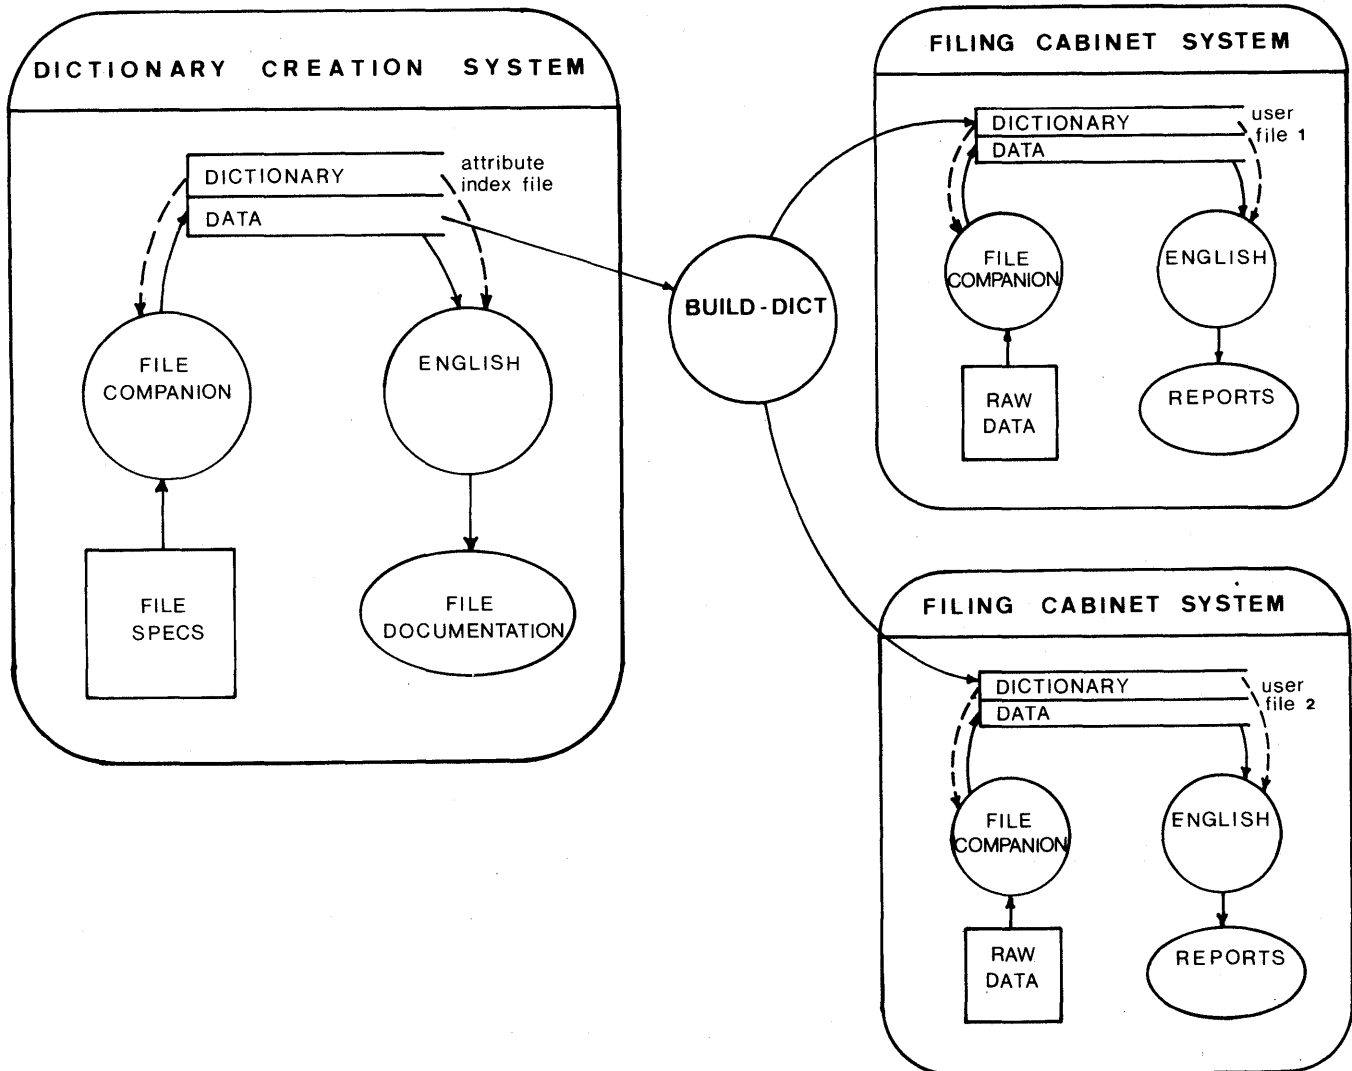 DICTIONARY CREATION SYSTEM
DICTIONARY
DATA
attribute
index file
FILE
COMPANION
ENGLISH
FILE
SPECS
FILE
DOCUMENTATION
BUILD-DICT
FILING CABINET SYSTEM
DICTIONARY
DATA
user
file 1
FILE
COMPANION
ENGLISH
RAW
DATA
REPORTS
FILING CABINET SYSTEM
DICTIONARY
DATA
user
file 2
FILE
COMPANION
ENGLISH
RAW
DATA
REPORTS